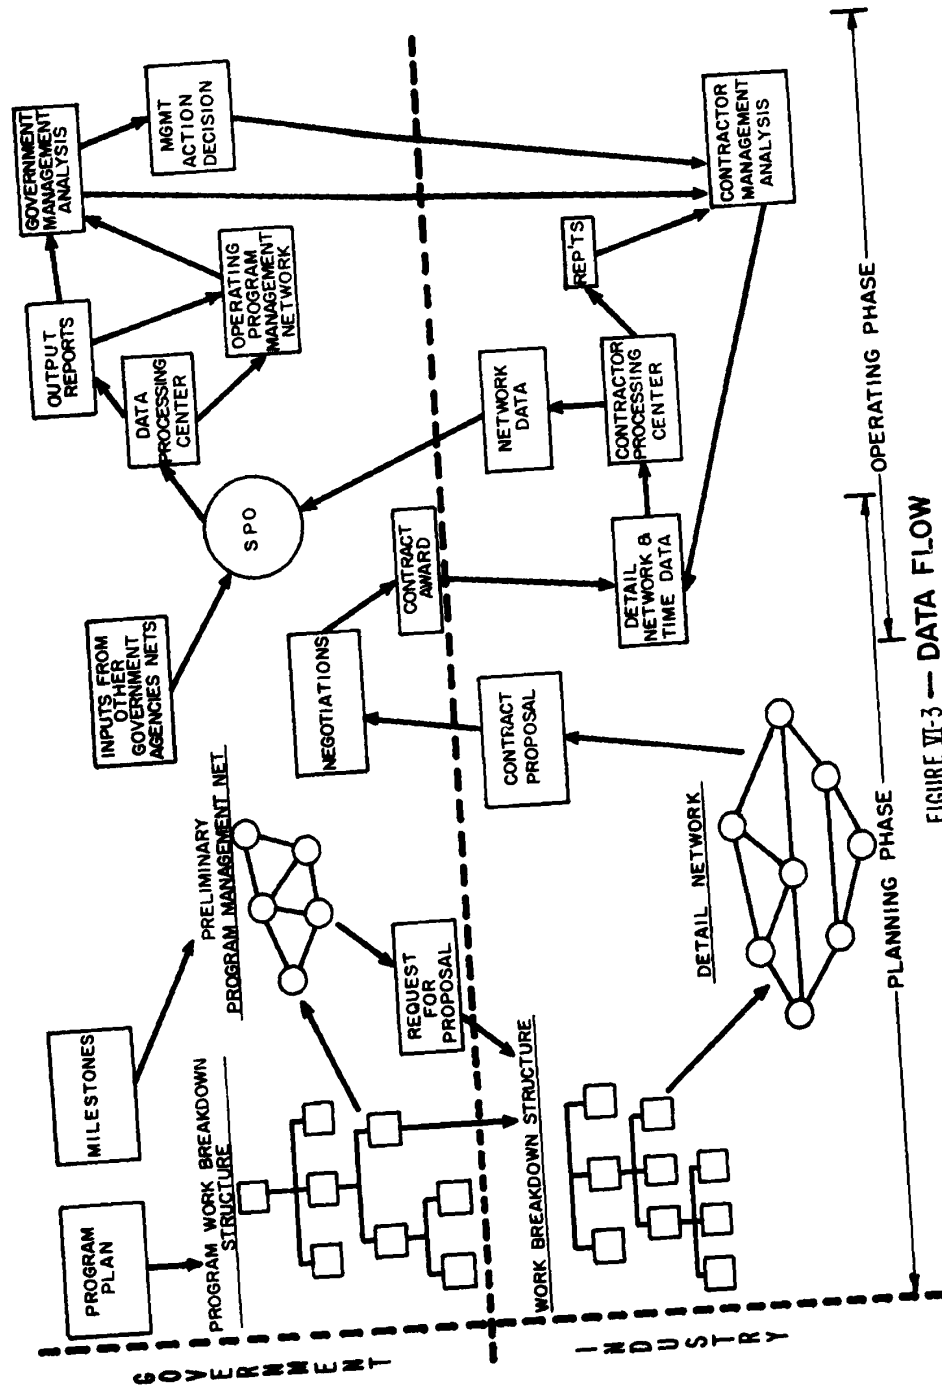 GOVERNMENT
PROGRAM
PLAN
MILESTONES
PROGRAM WORK BREAKDOWN
STRUCTURE
PRELIMINARY
PROGRAM MANAGEMENT NET
REQUEST
FOR
PROPOSAL
INPUTS FROM
OTHER
GOVERNMENT
AGENCIES NETS
NEGOTIATIONS
CONTRACT
AWARD
SPO
DATA
PROCESSING
CENTER
OUTPUT
REPORTS
OPERATING
PROGRAM
MANAGEMENT
NETWORK
GOVERNMENT
MANAGEMENT
ANALYSIS
MGMT
ACTION
DECISION
INDUSTRY
WORK BREAKDOWN STRUCTURE
DETAIL NETWORK
CONTRACT
PROPOSAL
DETAIL
NETWORK &
TIME DATA
NETWORK
DATA
CONTRACTOR
PROCESSING
CENTER
REP'TS
CONTRACTOR
MANAGEMENT
ANALYSIS
PLANNING PHASE
OPERATING PHASE
FIGURE VI-3 — DATA FLOW